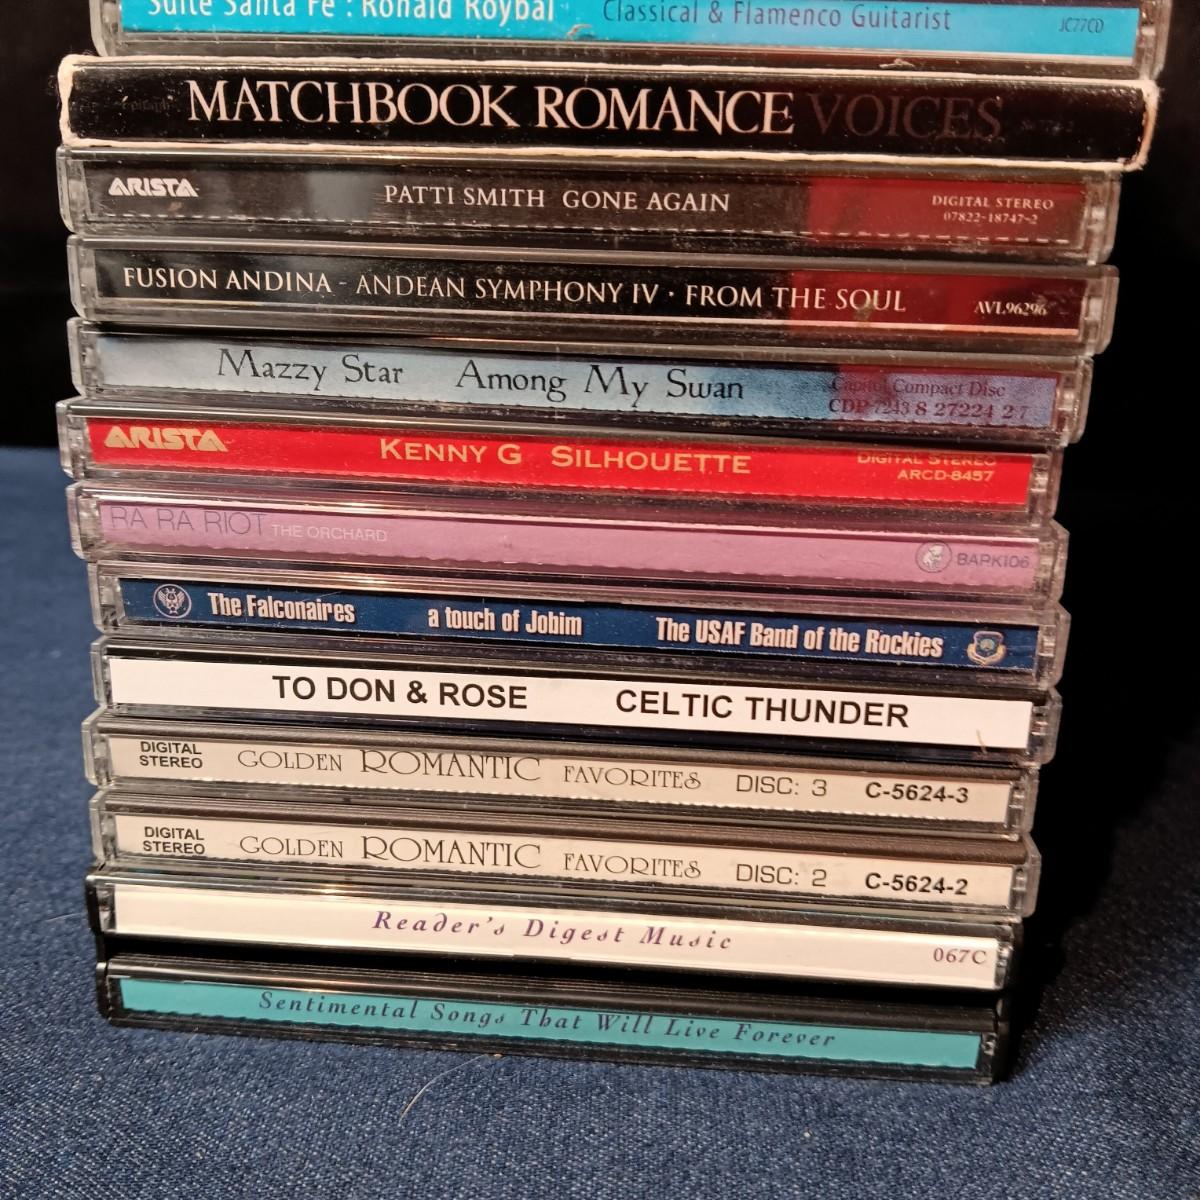 Suite Santa Fe : Ronald Roybal Classical & Flamenco Guitarist JC77CD
MATCHBOOK ROMANCE VOICES
ARISTA PATTI SMITH GONE AGAIN DIGITAL STEREO
07822-18747-2
FUSION ANDINA - ANDEAN SYMPHONY IV · FROM THE SOUL AVL96296
Mazzy Star Among My Swan Capitol Compact Disc
CDP 7243 8 27224 2 7
ARISTA KENNY G SILHOUETTE DIGITAL STEREO
ARCD-8457
RA RA RIOT THE ORCHARD BARK106
The Falconaires a touch of Jobim The USAF Band of the Rockies
TO DON & ROSE CELTIC THUNDER
DIGITAL STEREO GOLDEN ROMANTIC FAVORITES DISC: 3 C-5624-3
DIGITAL STEREO GOLDEN ROMANTIC FAVORITES DISC: 2 C-5624-2
Reader's Digest Music 067C
Sentimental Songs That Will Live Forever